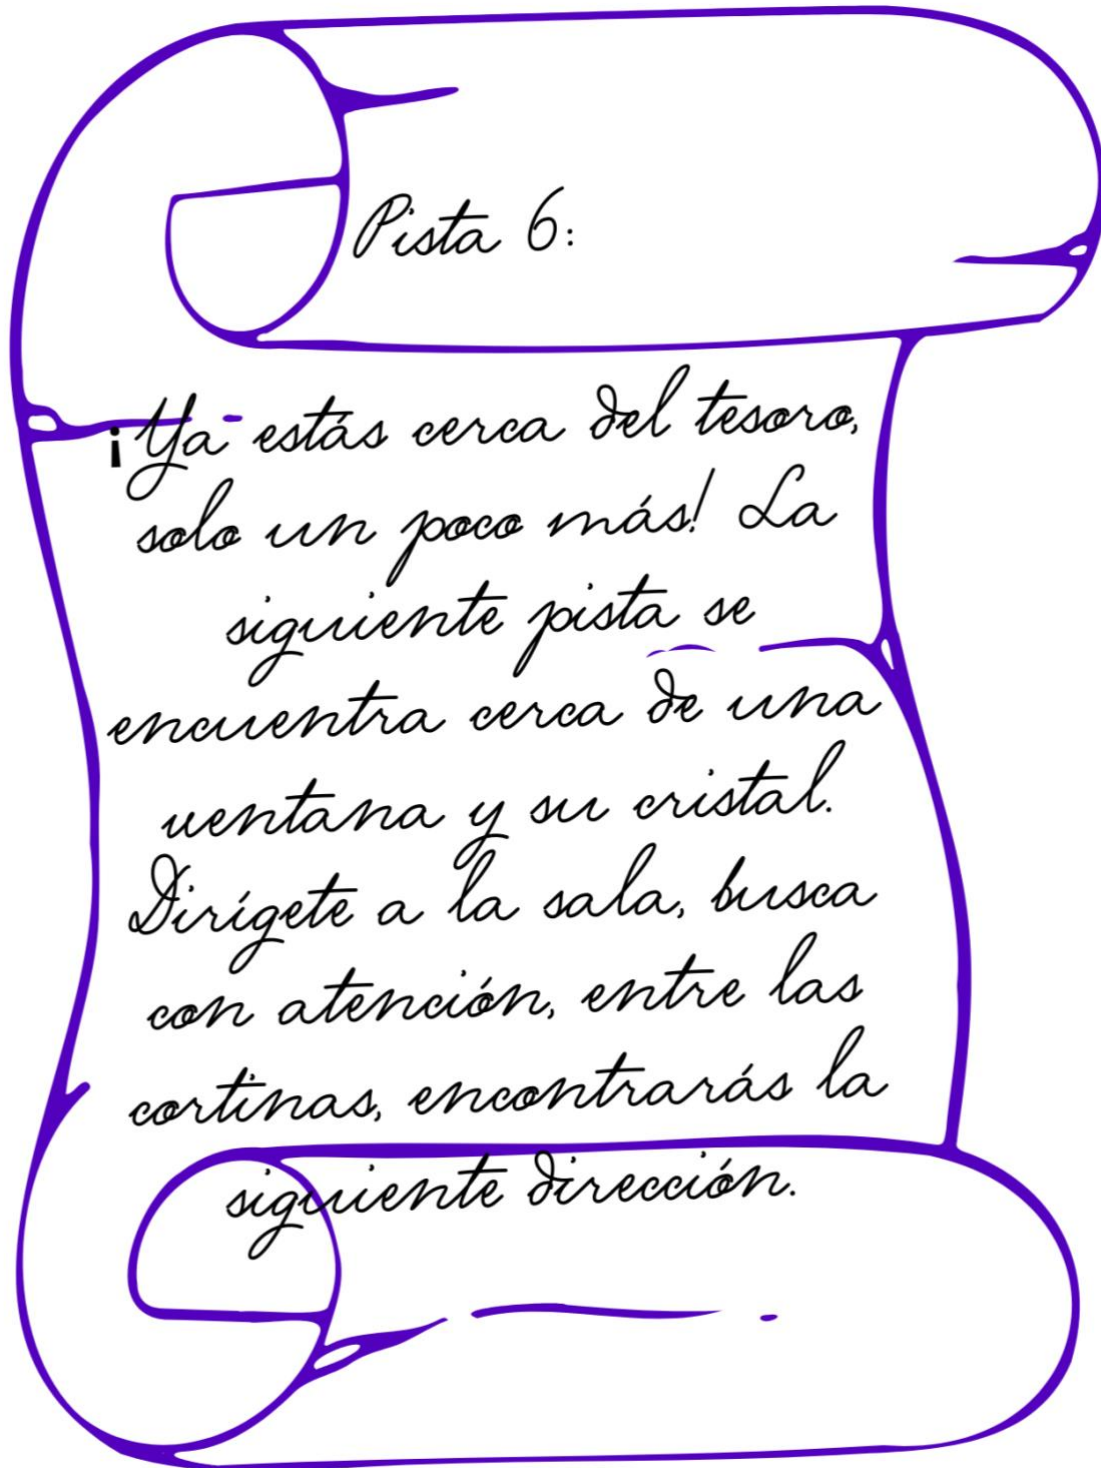 Pista 6:
¡Ya estás cerca del tesoro,
solo un poco más! La
siguiente pista se
encuentra cerca de una
ventana y su cristal.
Dirígete a la sala, busca
con atención, entre las
cortinas, encontrarás la
siguiente dirección.